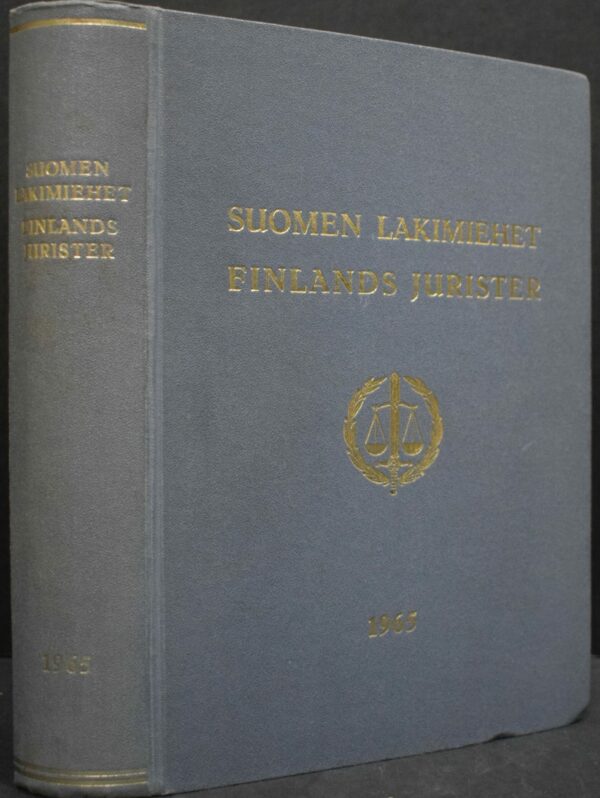 SUOMEN
LAKIMIEHET
FINLANDS
JURISTER
1965
SUOMEN LAKIMIEHET
FINLANDS JURISTER
1965